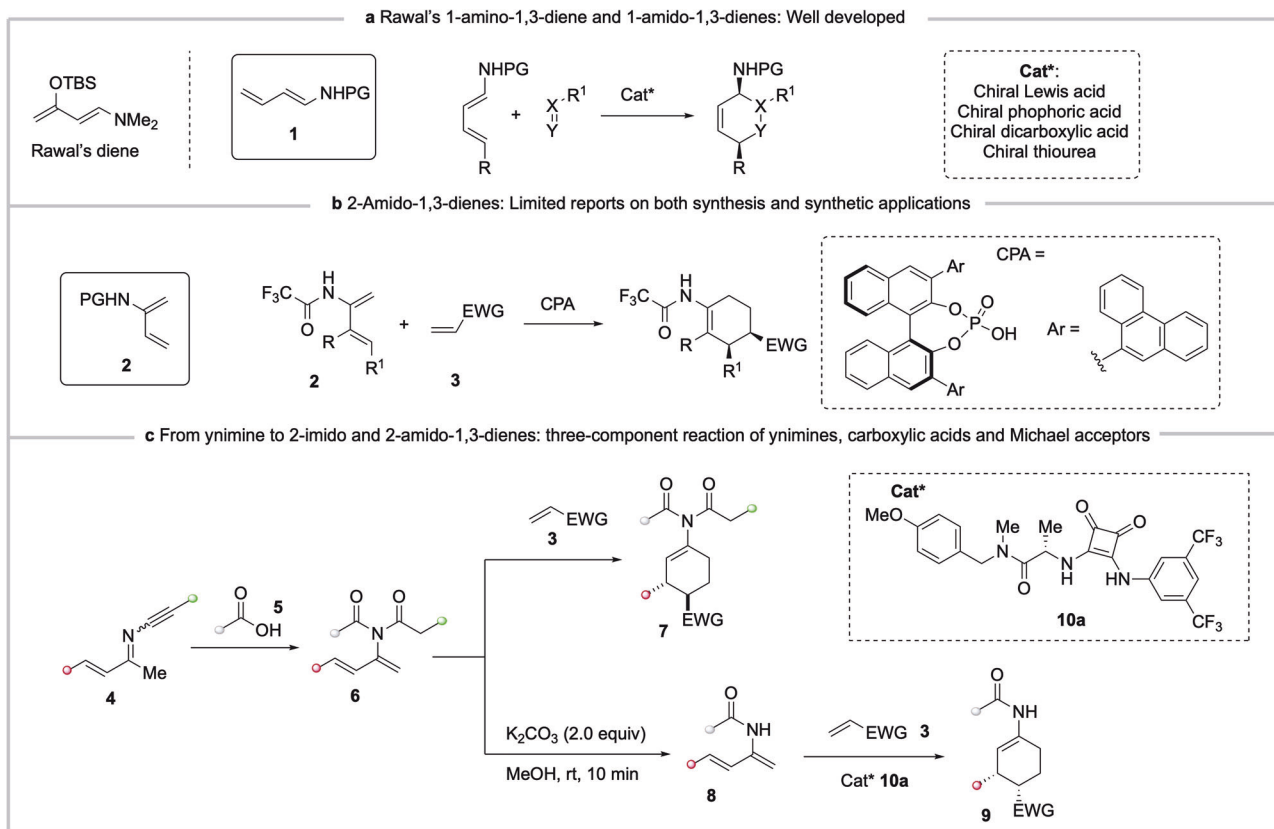 a Rawal's 1-amino-1,3-diene and 1-amido-1,3-dienes: Well developed
OTBS
NMe2
Rawal's diene
NHPG
1
NHPG
R
+
R1
X
Y
Cat*
NHPG
R1
X
Y
R
Cat*:
Chiral Lewis acid
Chiral phophoric acid
Chiral dicarboxylic acid
Chiral thiourea
b 2-Amido-1,3-dienes: Limited reports on both synthesis and synthetic applications
PGHN
2
H
F3C
N
O
R
R1
2
+
EWG
3
CPA
H
F3C
N
O
R
EWG
R1
CPA =
Ar
O
O
P
OH
O
Ar
Ar =
c From ynimine to 2-imido and 2-amido-1,3-dienes: three-component reaction of ynimines, carboxylic acids and Michael acceptors
N
Me
4
O
5
OH
O
O
N
6
EWG
3
O
O
N
EWG
7
Cat*
MeO
Me
N
O
Me
N
H
O
O
HN
CF3
CF3
10a
K2CO3 (2.0 equiv)
MeOH, rt, 10 min
O
NH
8
EWG 3
Cat* 10a
O
NH
EWG
9